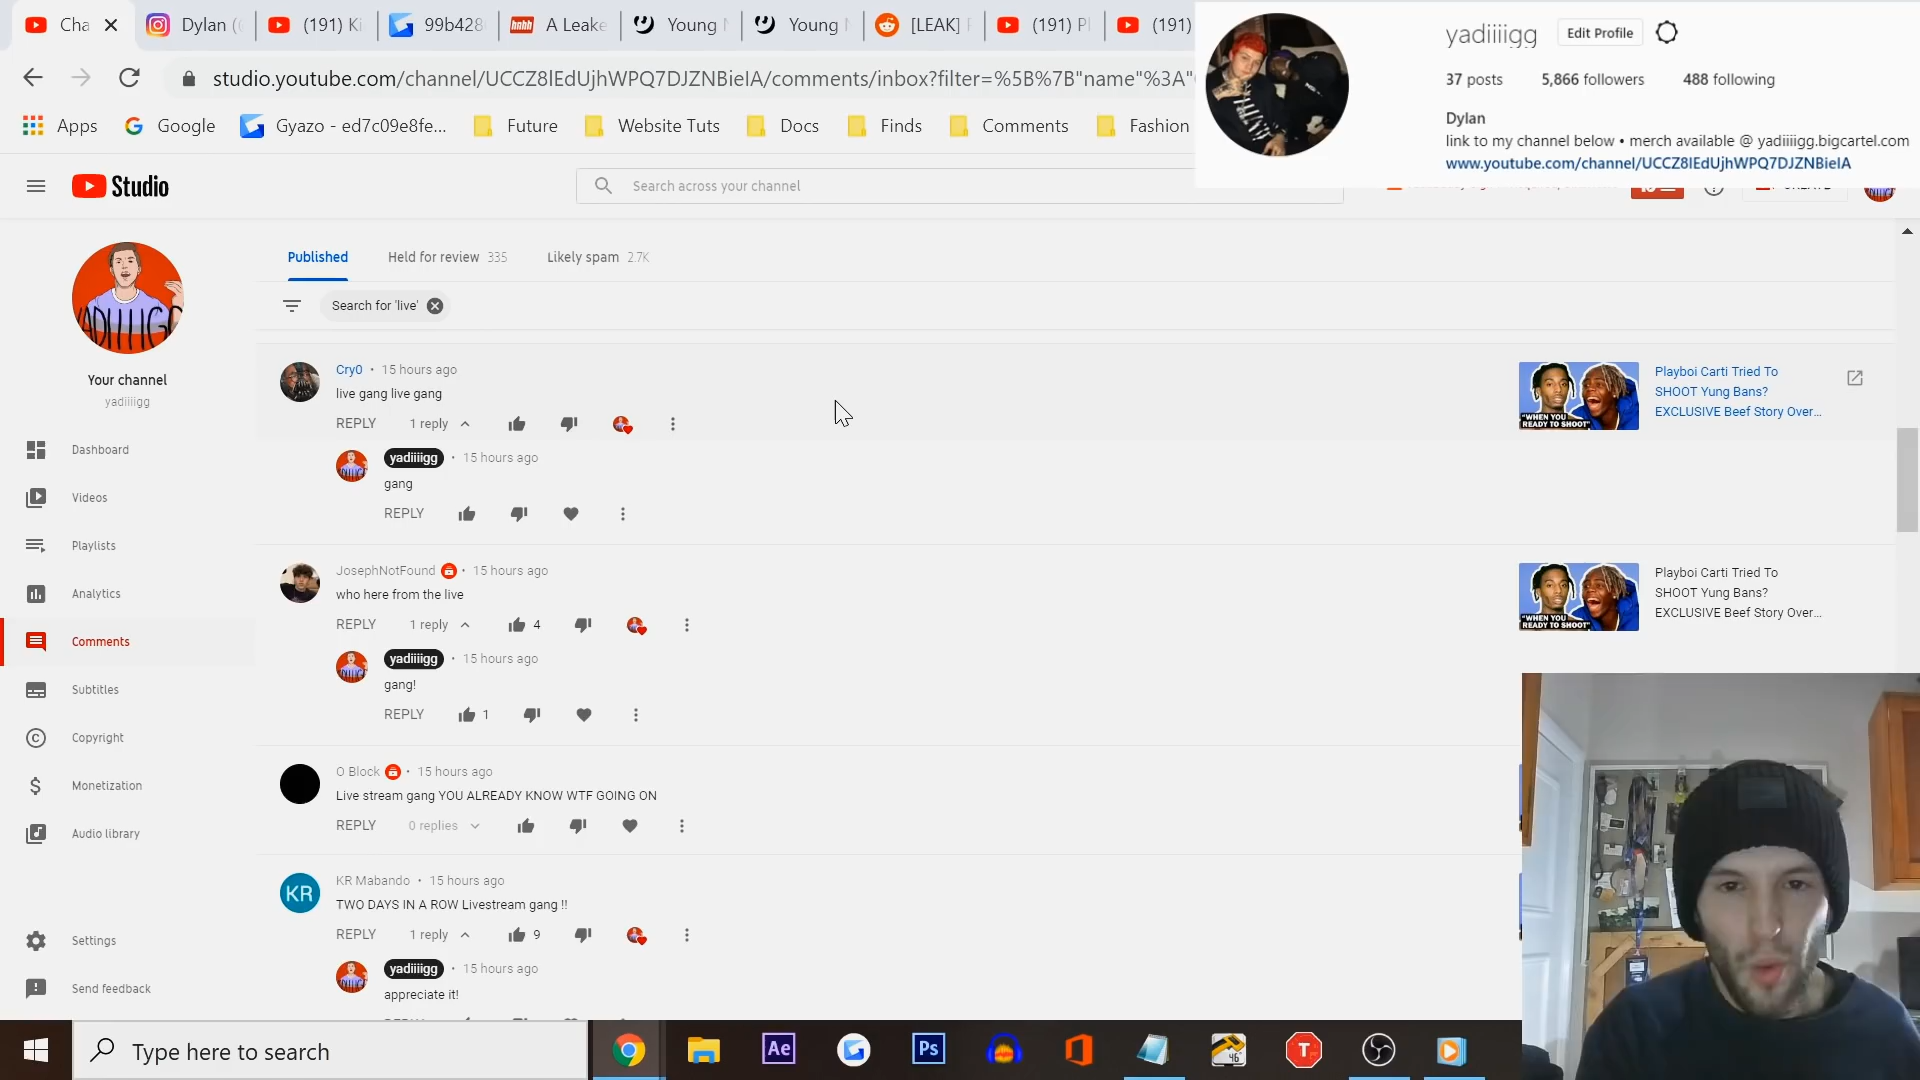 Cha
Dylan (
(191) Ki
99b428
hnhh
A Leake
Young
Young
[LEAK]
(191) Pl
(191)
studio.youtube.com/channel/UCCZ8lEdUjhWPQ7DJZNBieIA/comments/inbox?filter=%5B%7B"name"%3A"
Apps
Google
Gyazo - ed7c09e8fe...
Future
Website Tuts
Docs
Finds
Comments
Fashion
yadiiiigg
Edit Profile
37 posts
5,866 followers
488 following
Dylan
link to my channel below • merch available @ yadiiiigg.bigcartel.com
www.youtube.com/channel/UCCZ8lEdUjhWPQ7DJZNBieIA
Studio
Search across your channel
Your channel
yadiiiigg
Dashboard
Videos
Playlists
Analytics
Comments
Subtitles
Copyright
Monetization
Audio library
Settings
Send feedback
Published
Held for review 335
Likely spam 2.7K
Search for 'live'
Cry0 • 15 hours ago
live gang live gang
REPLY
1 reply
yadiiiigg • 15 hours ago
gang
REPLY
Playboi Carti Tried To
SHOOT Yung Bans?
EXCLUSIVE Beef Story Over...
"WHEN YOU
READY TO SHOOT"
JosephNotFound • 15 hours ago
who here from the live
REPLY
1 reply
4
yadiiiigg • 15 hours ago
gang!
REPLY
1
Playboi Carti Tried To
SHOOT Yung Bans?
EXCLUSIVE Beef Story Over...
"WHEN YOU
READY TO SHOOT"
O Block • 15 hours ago
Live stream gang YOU ALREADY KNOW WTF GOING ON
REPLY
0 replies
KR
KR Mabando • 15 hours ago
TWO DAYS IN A ROW Livestream gang !!
REPLY
1 reply
9
yadiiiigg • 15 hours ago
appreciate it!
Type here to search
Ae
Ps
T